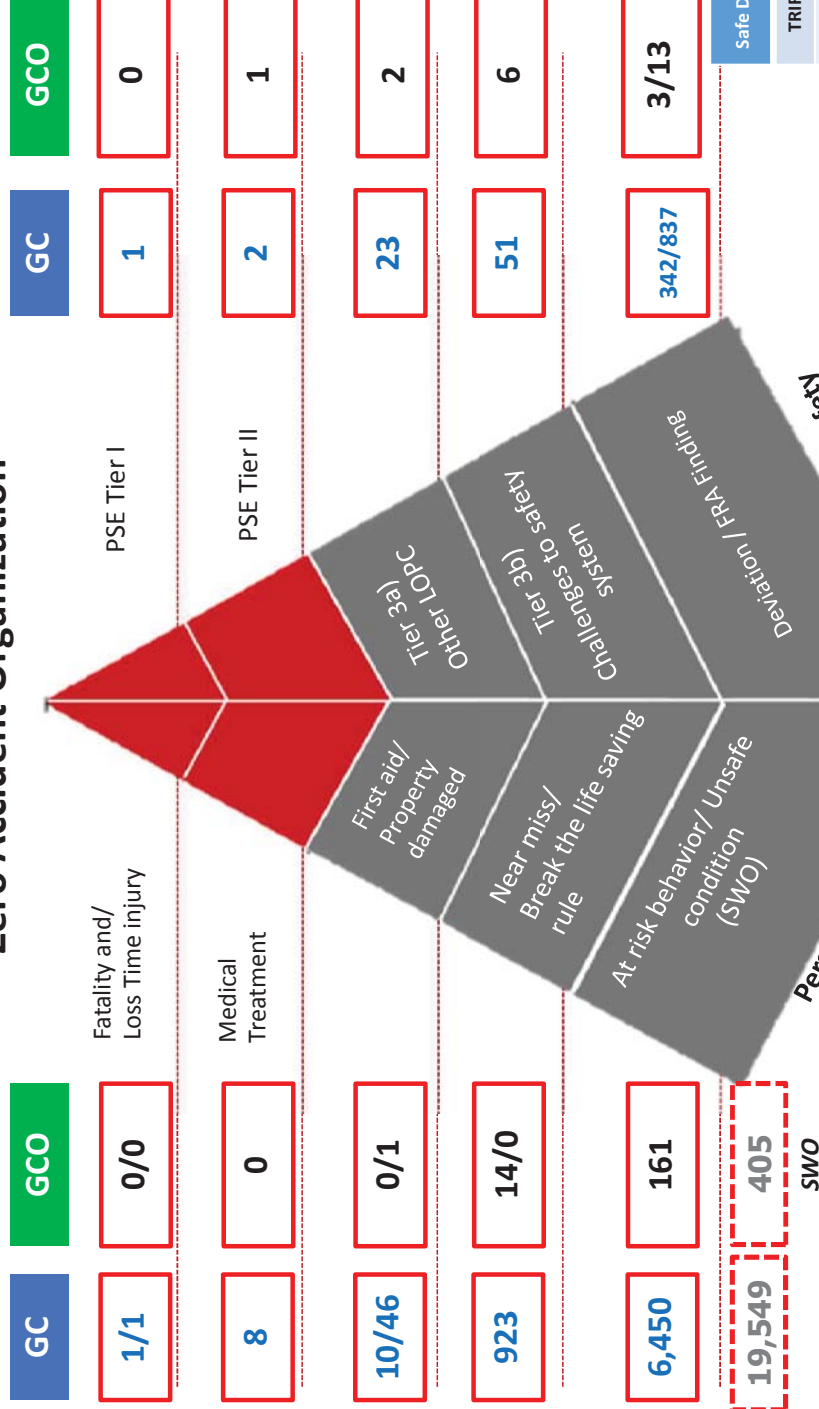 Zero Accident Organization
GC GCO GC GCO
Fatality and/
Loss Time injury
PSE Tier I
1/1 0/0 1 0
Medical
Treatment
PSE Tier II
8 0 2 1
First aid/
Property
damaged
Tier 3a)
Other LOPC
10/46 0/1 23 2
Near miss/
Break the life saving
rule
Tier 3b)
Challenges to safety
system
923 14/0 51 6
At risk behavior/ Unsafe
condition
(SWO)
Deviation / FRA Finding
6,450 161 342/837 3/13
19,549 405
SWO
Pers
fety
Safe D
TRIF